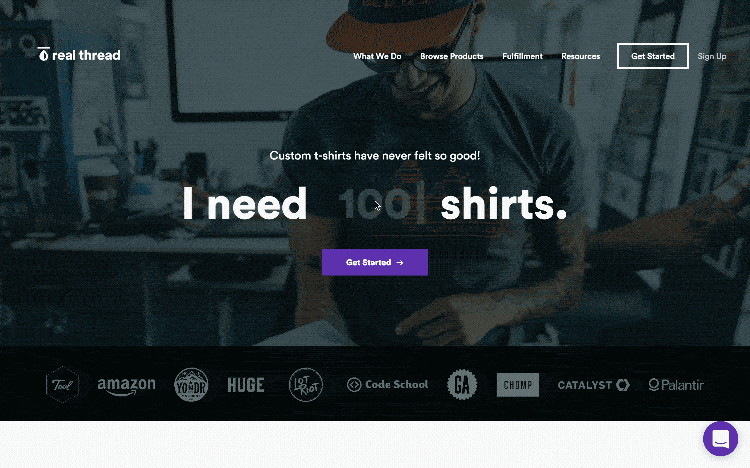 real thread
What We Do Browse Products Fulfillment Resources Get Started Sign Up
Custom t-shirts have never felt so good!
I need 100 shirts.
Get Started →
Tool amazon HUGE LOT RIOT Code School GA CHOMP CATALYST Palantir